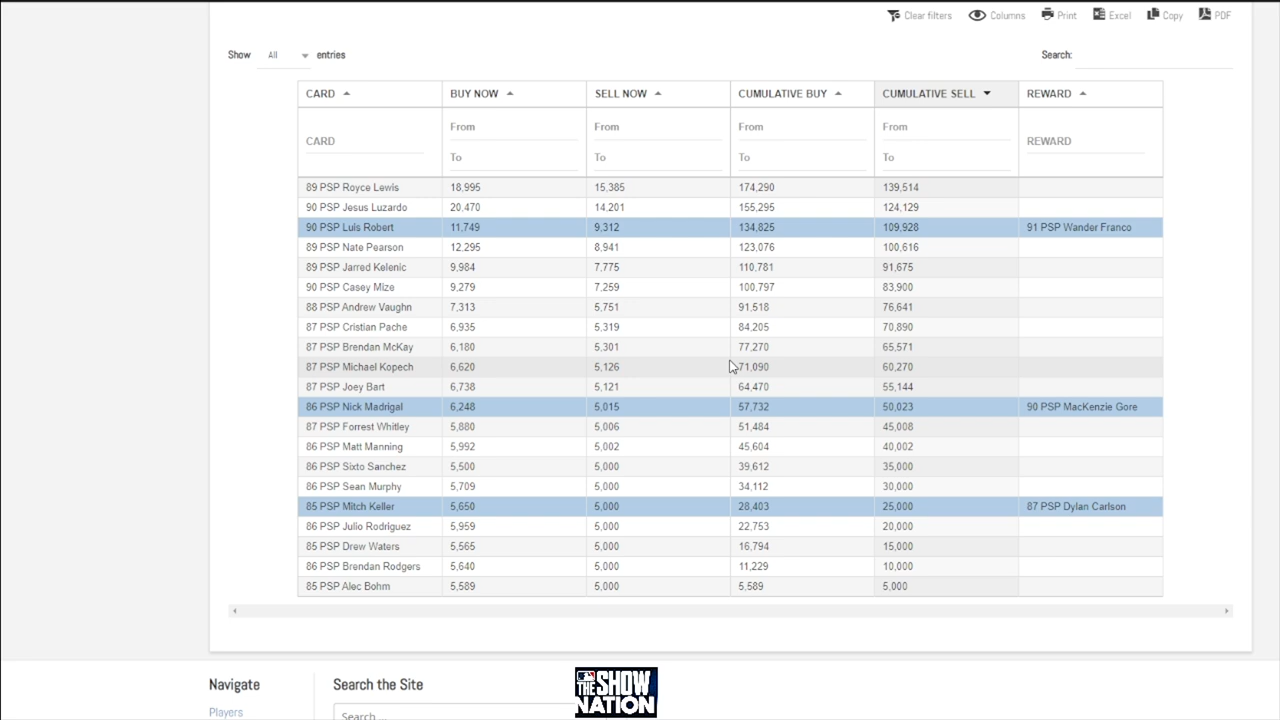 Clear filters Columns Print Excel Copy PDF
Show All entries Search:
CARD BUY NOW SELL NOW CUMULATIVE BUY CUMULATIVE SELL REWARD
From From From From
CARD REWARD
To To To To
89 PSP Royce Lewis 18,995 15,385 174,290 139,514
90 PSP Jesus Luzardo 20,470 14,201 155,295 124,129
90 PSP Luis Robert 11,749 9,312 134,825 109,928 91 PSP Wander Franco
89 PSP Nate Pearson 12,295 8,941 123,076 100,616
89 PSP Jarred Kelenic 9,984 7,775 110,781 91,675
90 PSP Casey Mize 9,279 7,259 100,797 83,900
88 PSP Andrew Vaughn 7,313 5,751 91,518 76,641
87 PSP Cristian Pache 6,935 5,319 84,205 70,890
87 PSP Brendan McKay 6,180 5,301 77,270 65,571
87 PSP Michael Kopech 6,620 5,126 71,090 60,270
87 PSP Joey Bart 6,738 5,121 64,470 55,144
86 PSP Nick Madrigal 6,248 5,015 57,732 50,023 90 PSP MacKenzie Gore
87 PSP Forrest Whitley 5,880 5,006 51,484 45,008
86 PSP Matt Manning 5,992 5,002 45,604 40,002
86 PSP Sixto Sanchez 5,500 5,000 39,612 35,000
86 PSP Sean Murphy 5,709 5,000 34,112 30,000
85 PSP Mitch Keller 5,650 5,000 28,403 25,000 87 PSP Dylan Carlson
86 PSP Julio Rodriguez 5,959 5,000 22,753 20,000
85 PSP Drew Waters 5,565 5,000 16,794 15,000
86 PSP Brendan Rodgers 5,640 5,000 11,229 10,000
85 PSP Alec Bohm 5,589 5,000 5,589 5,000
Navigate Search the Site
THE SHOW
NATION
Players Search ...